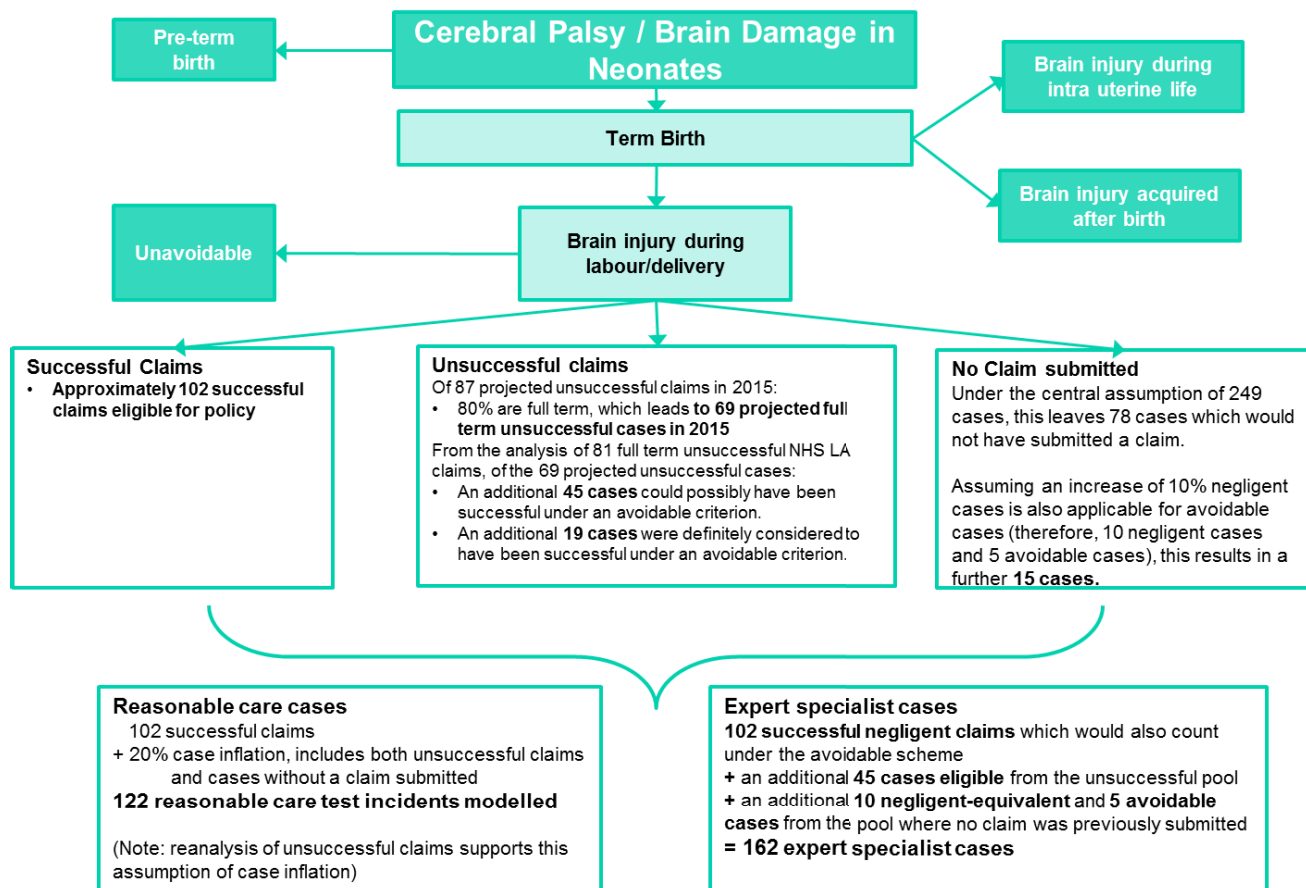 Cerebral Palsy / Brain Damage in
Neonates
Pre-term
birth
Brain injury during
intra uterine life
Term Birth
Brain injury acquired
after birth
Unavoidable
Brain injury during
labour/delivery
Successful Claims
• Approximately 102 successful
claims eligible for policy
Unsuccessful claims
Of 87 projected unsuccessful claims in 2015:
• 80% are full term, which leads to 69 projected full
term unsuccessful cases in 2015
From the analysis of 81 full term unsuccessful NHS LA
claims, of the 69 projected unsuccessful cases:
• An additional 45 cases could possibly have been
successful under an avoidable criterion.
• An additional 19 cases were definitely considered to
have been successful under an avoidable criterion.
No Claim submitted
Under the central assumption of 249
cases, this leaves 78 cases which would
not have submitted a claim.
Assuming an increase of 10% negligent
cases is also applicable for avoidable
cases (therefore, 10 negligent cases
and 5 avoidable cases), this results in a
further 15 cases.
Reasonable care cases
102 successful claims
+ 20% case inflation, includes both unsuccessful claims
and cases without a claim submitted
122 reasonable care test incidents modelled
(Note: reanalysis of unsuccessful claims supports this
assumption of case inflation)
Expert specialist cases
102 successful negligent claims which would also count
under the avoidable scheme
+ an additional 45 cases eligible from the unsuccessful pool
+ an additional 10 negligent-equivalent and 5 avoidable
cases from the pool where no claim was previously submitted
= 162 expert specialist cases